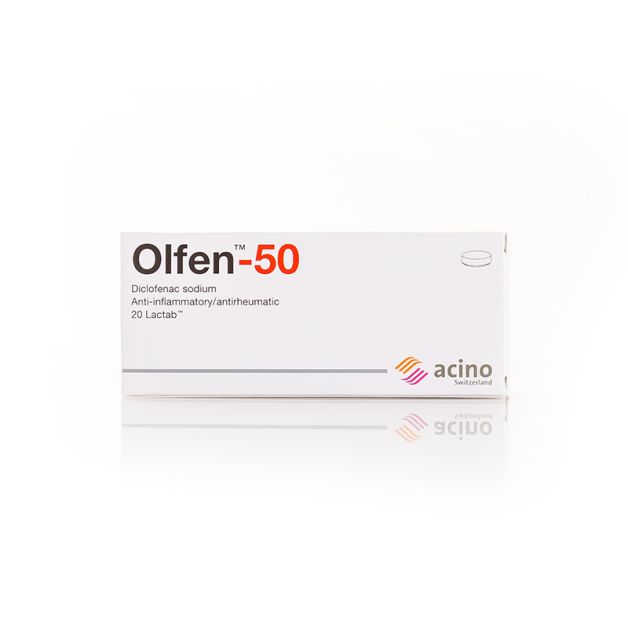 Olfen™-50
Diclofenac sodium
Anti-inflammatory/antirheumatic
20 Lactab™
acino
Switzerland